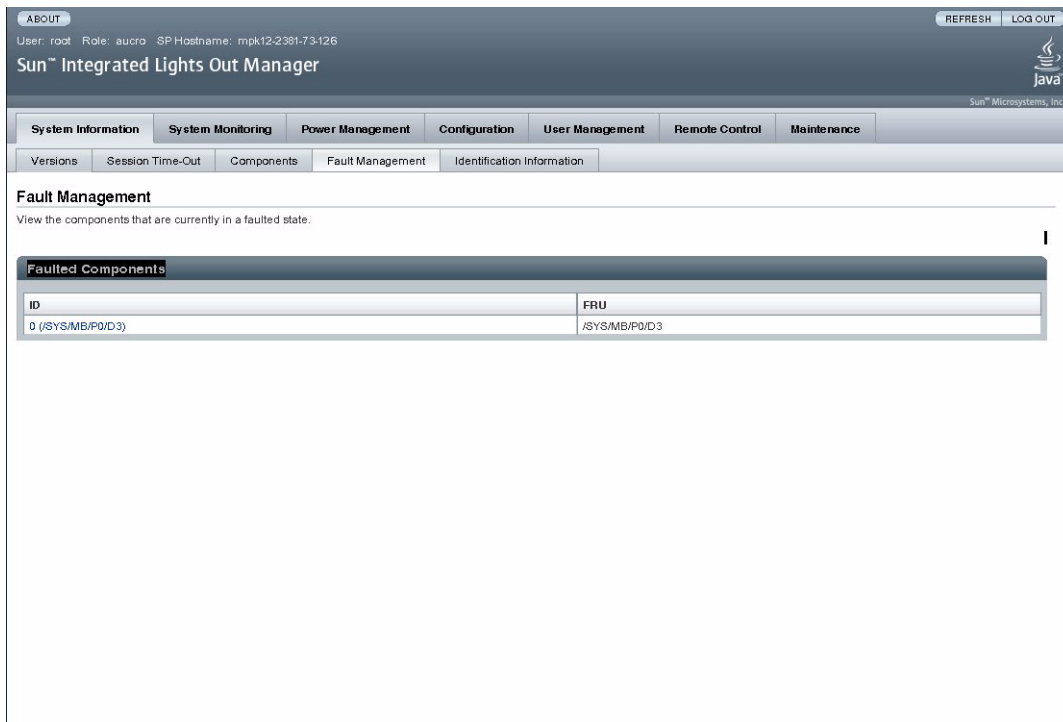 ABOUT
REFRESH LOG OUT
User: root Role: aucro SP Hostname: mpk12-2381-73-126
Sun™ Integrated Lights Out Manager
Java
Sun™ Microsystems, Inc
System Information System Monitoring Power Management Configuration User Management Remote Control Maintenance
Versions Session Time-Out Components Fault Management Identification Information
Fault Management
View the components that are currently in a faulted state.
Faulted Components
ID FRU
0 (/SYS/MB/P0/D3) /SYS/MB/P0/D3